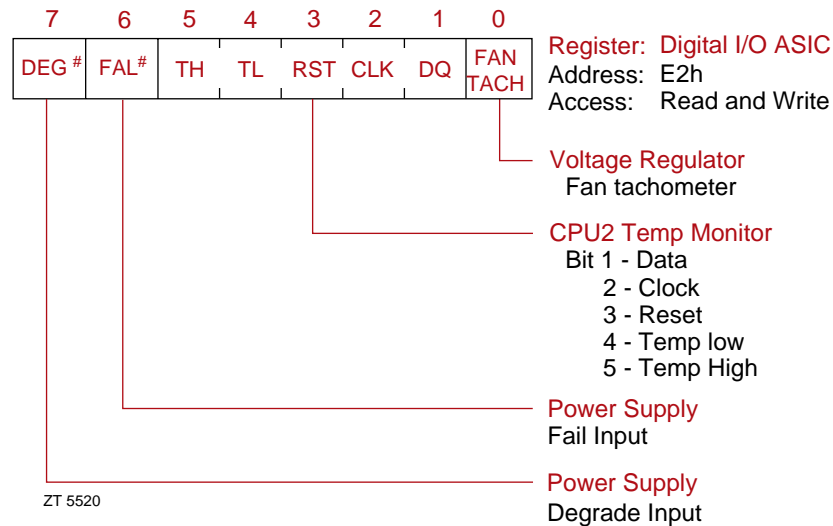 7 6 5 4 3 2 1 0
DEG # FAL# TH TL RST CLK DQ FAN TACH
Register: Digital I/O ASIC
Address: E2h
Access: Read and Write
Voltage Regulator
Fan tachometer
CPU2 Temp Monitor
Bit 1 - Data
2 - Clock
3 - Reset
4 - Temp low
5 - Temp High
Power Supply
Fail Input
Power Supply
Degrade Input
ZT 5520